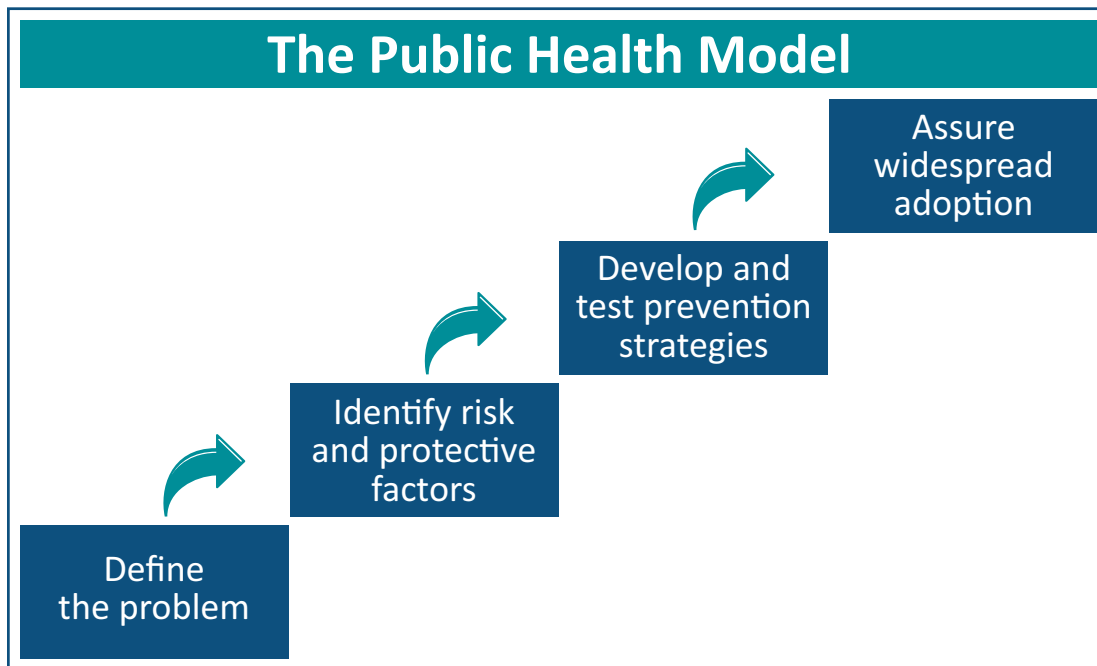 The Public Health Model
Assure
widespread
adoption
Develop and
test prevention
strategies
Identify risk
and protective
factors
Define
the problem